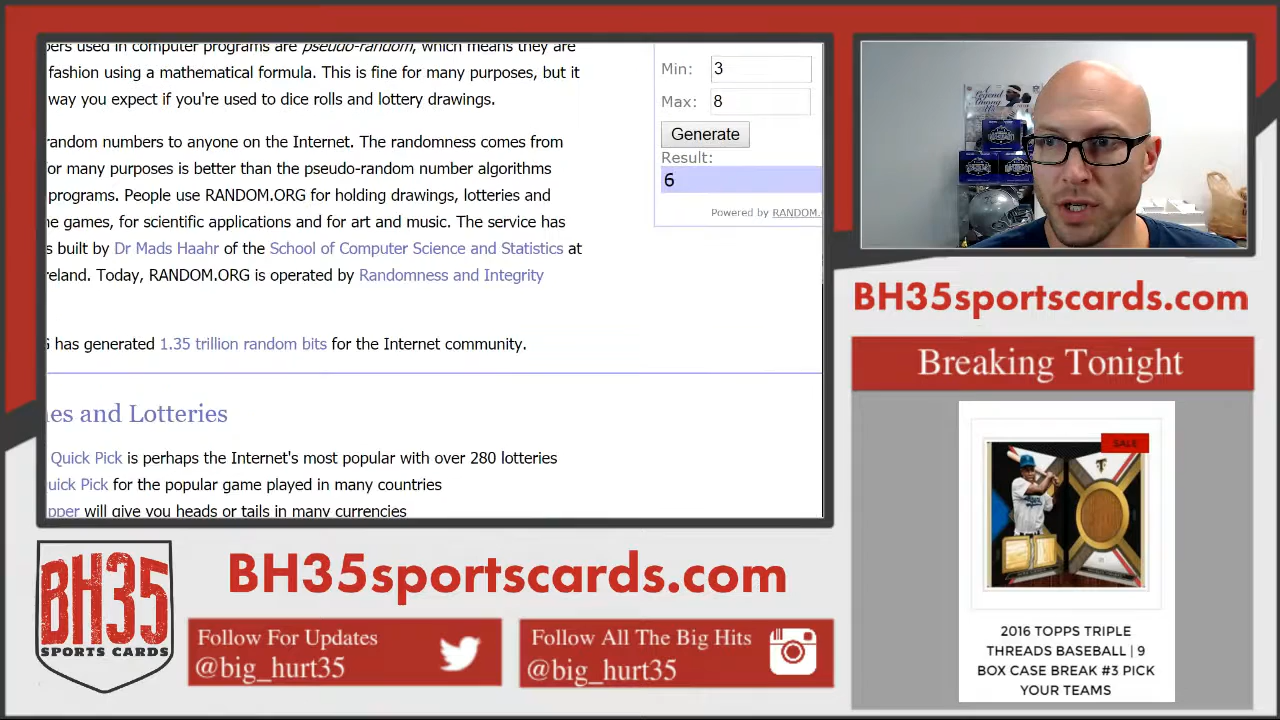 bers used in computer programs are pseudo-random, which means they are
fashion using a mathematical formula. This is fine for many purposes, but it
way you expect if you're used to dice rolls and lottery drawings.
random numbers to anyone on the Internet. The randomness comes from
or many purposes is better than the pseudo-random number algorithms
programs. People use RANDOM.ORG for holding drawings, lotteries and
e games, for scientific applications and for art and music. The service has
s built by Dr Mads Haahr of the School of Computer Science and Statistics at
reland. Today, RANDOM.ORG is operated by Randomness and Integrity
G has generated 1.35 trillion random bits for the Internet community.
es and Lotteries
Quick Pick is perhaps the Internet's most popular with over 280 lotteries
uick Pick for the popular game played in many countries
pper will give you heads or tails in many currencies
Min: 3
Max: 8
Generate
Result:
6
Powered by RANDOM.
A Legend Among Us
BH35sportscards.com
Breaking Tonight
SALE
2016 TOPPS TRIPLE
THREADS BASEBALL | 9
BOX CASE BREAK #3 PICK
YOUR TEAMS
BH35
SPORTS CARDS
BH35sportscards.com
Follow For Updates
@big_hurt35
Follow All The Big Hits
@big_hurt35